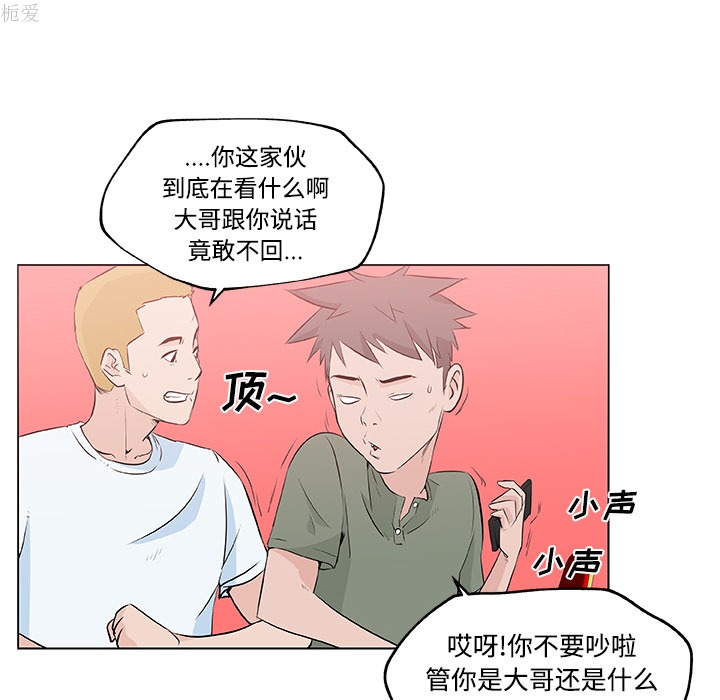 栀爱
....你这家伙
到底在看什么啊
大哥跟你说话
竟敢不回...
顶~
小声
小声
哎呀!你不要吵啦
管你是大哥还是什么